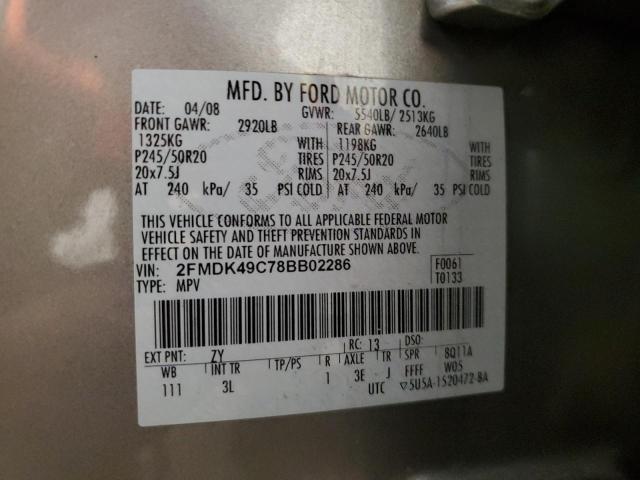 MFD. BY FORD MOTOR CO.
DATE: 04/08 GVWR: 5540LB/ 2513KG
FRONT GAWR: 2920LB REAR GAWR: 2640LB
1325KG WITH 1198KG WITH
P245/50R20 TIRES P245/50R20 TIRES
20x7.5J RIMS 20x7.5J RIMS
AT 240 kPa/ 35 PSI COLD AT 240 kPa/ 35 PSI COLD
THIS VEHICLE CONFORMS TO ALL APPLICABLE FEDERAL MOTOR
VEHICLE SAFETY AND THEFT PREVENTION STANDARDS IN
EFFECT ON THE DATE OF MANUFACTURE SHOWN ABOVE.
VIN: 2FMDK49C78BB02286 F0061
TYPE: MPV T0133
EXT PNT: ZY RC: 13 DSO:
WB INT TR TP/PS R AXLE TR SPR 8Q11A
111 3L 1 3E J FFFF W05
UTC ▽5U5A-1520472-BA